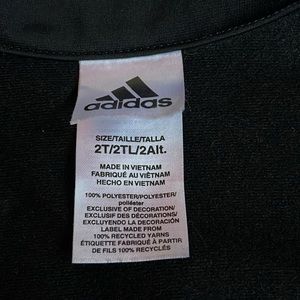 adidas
SIZE/TAILLE/TALLA
2T/2TL/2Alt.
MADE IN VIETNAM
FABRIQUÉ AU VIÊTNAM
HECHO EN VIETNAM
100% POLYESTER/POLYESTER/
poliéster
EXCLUSIVE OF DECORATION/
EXCLUSIF DES DÉCORATIONS/
EXCLUYENDO LA DECORACIÓN
LABEL MADE FROM
100% RECYCLED YARNS
ÉTIQUETTE FABRIQUÉ À PARTIR
DE FILS 100% RECYCLÉS